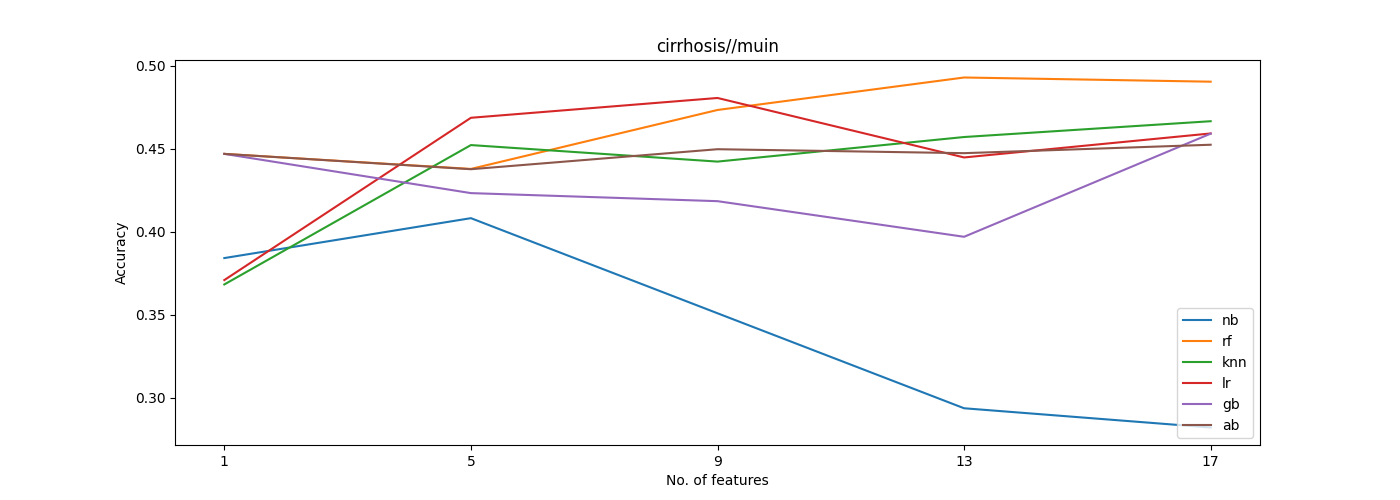 cirrhosis//muin
Accuracy
0.50
0.45
0.40
0.35
0.30
1 5 9 13 17
No. of features
nb
rf
knn
lr
gb
ab